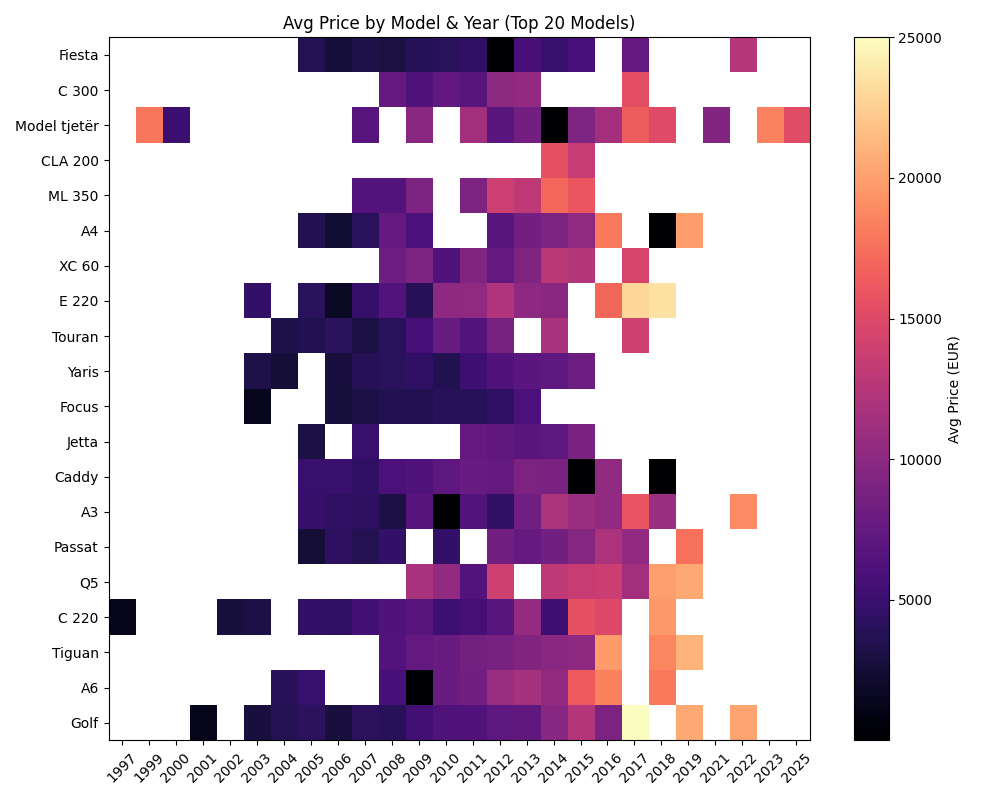 Avg Price by Model & Year (Top 20 Models)
Fiesta
C 300
Model tjetër
CLA 200
ML 350
A4
XC 60
E 220
Touran
Yaris
Focus
Jetta
Caddy
A3
Passat
Q5
C 220
Tiguan
A6
Golf
1997 1999 2000 2001 2002 2003 2004 2005 2006 2007 2008 2009 2010 2011 2012 2013 2014 2015 2016 2017 2018 2019 2021 2022 2023 2025
25000
20000
15000
10000
5000
Avg Price (EUR)